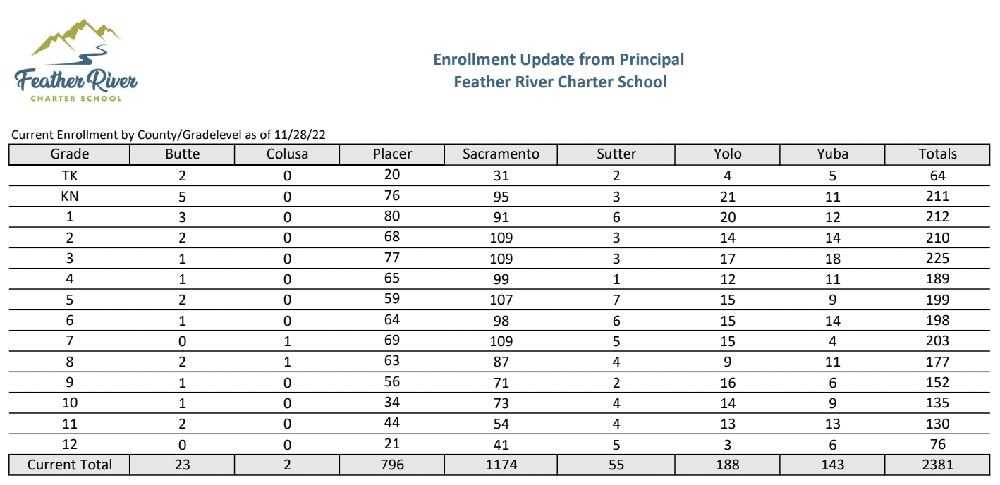 Feather River
CHARTER SCHOOL
Enrollment Update from Principal
Feather River Charter School
Current Enrollment by County/Gradelevel as of 11/28/22
Grade Butte Colusa Placer Sacramento Sutter Yolo Yuba Totals
TK 2 0 20 31 2 4 5 64
KN 5 0 76 95 3 21 11 211
1 3 0 80 91 6 20 12 212
2 2 0 68 109 3 14 14 210
3 1 0 77 109 3 17 18 225
4 1 0 65 99 1 12 11 189
5 2 0 59 107 7 15 9 199
6 1 0 64 98 6 15 14 198
7 0 1 69 109 5 15 4 203
8 2 1 63 87 4 9 11 177
9 1 0 56 71 2 16 6 152
10 1 0 34 73 4 14 9 135
11 2 0 44 54 4 13 13 130
12 0 0 21 41 5 3 6 76
Current Total 23 2 796 1174 55 188 143 2381